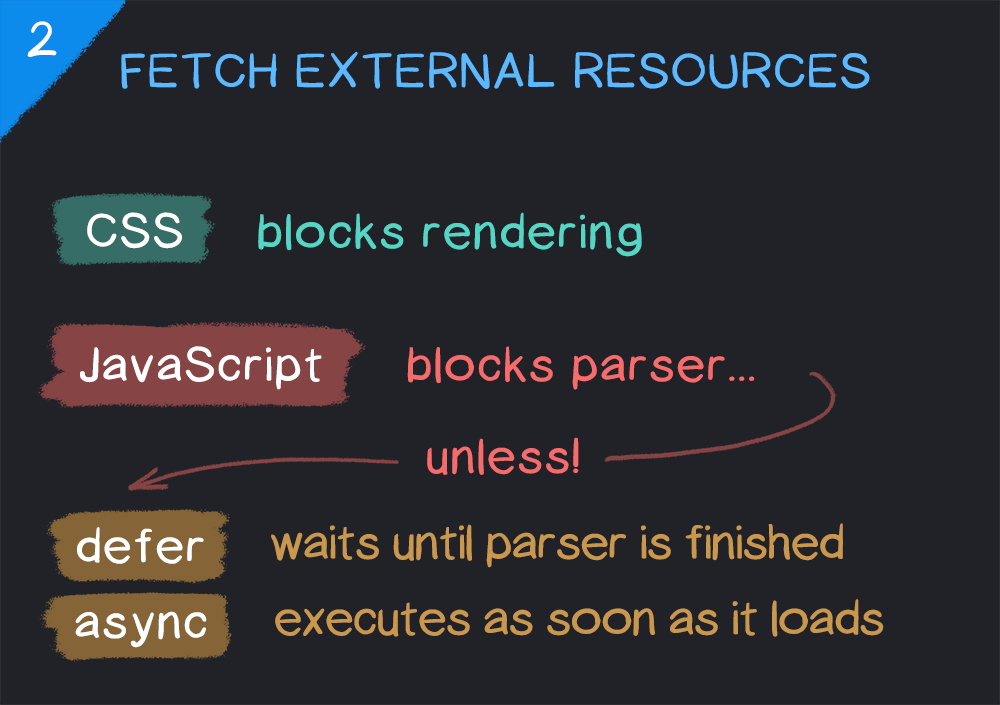 2
FETCH EXTERNAL RESOURCES
CSS blocks rendering
JavaScript blocks parser...
unless!
defer waits until parser is finished
async executes as soon as it loads